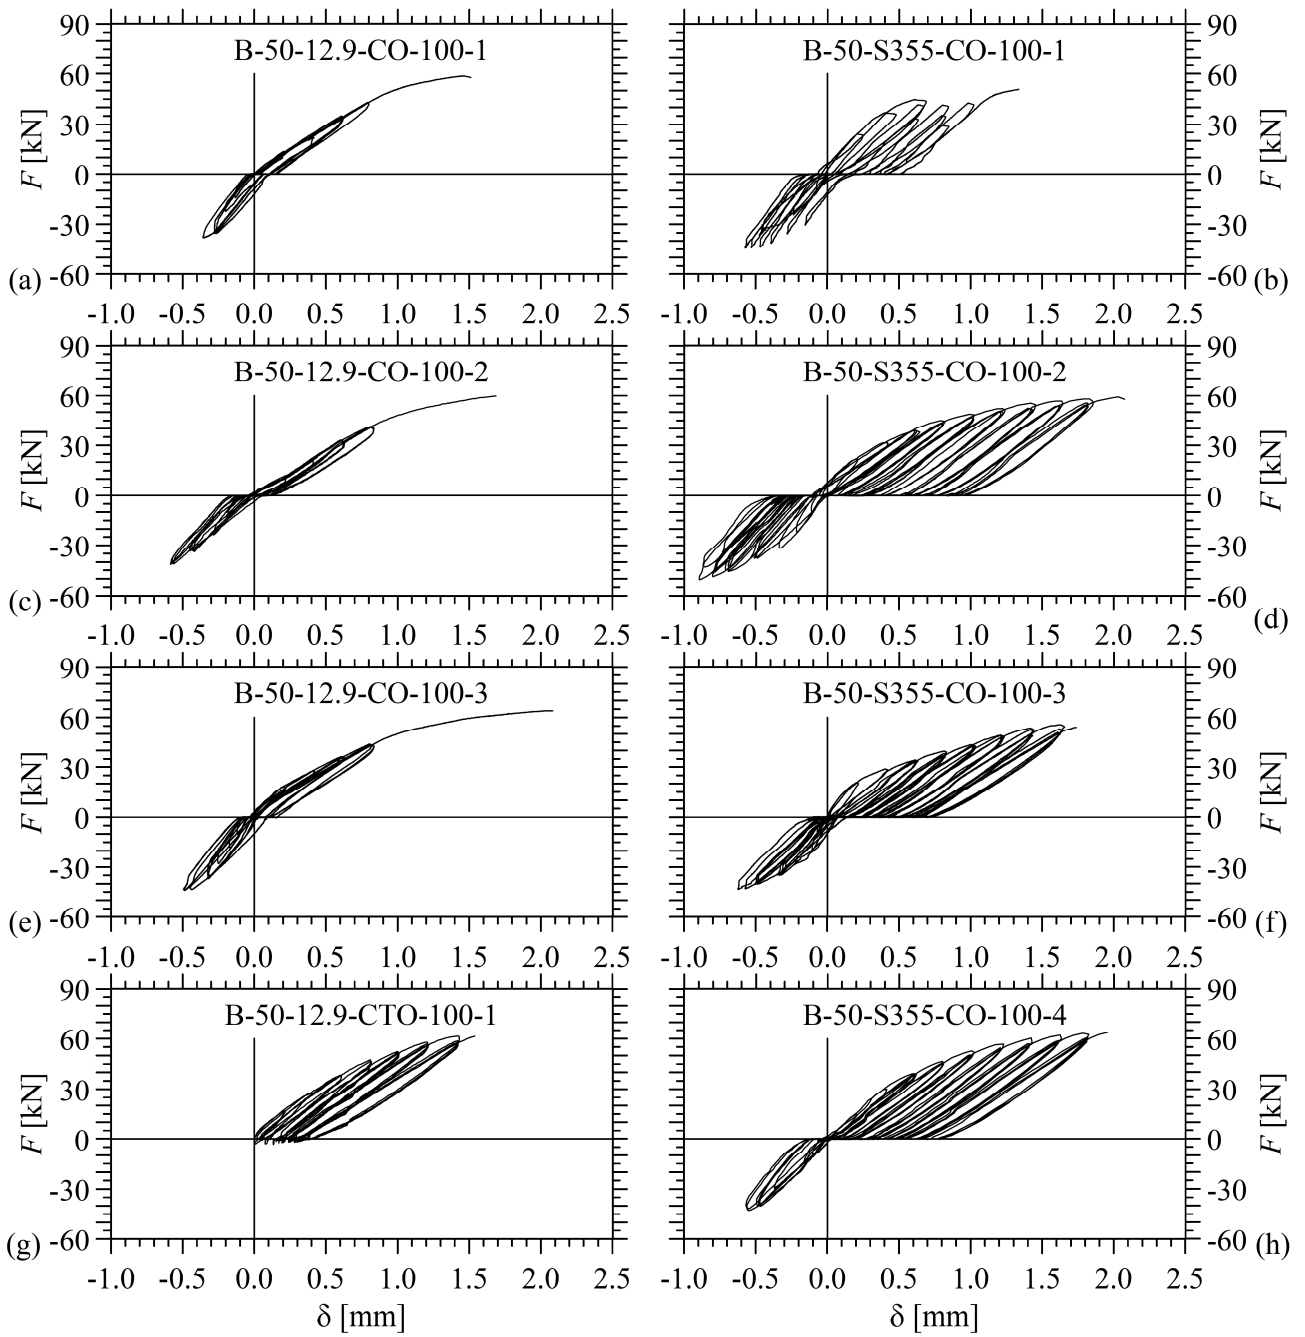 90 B-50-12.9-CO-100-1 B-50-S355-CO-100-1 90
60 60
30 30
0 0
-30 -30
-60 -60
F [kN] F [kN]
(a) (b)
-1.0 -0.5 0.0 0.5 1.0 1.5 2.0 2.5 -1.0 -0.5 0.0 0.5 1.0 1.5 2.0 2.5
90 B-50-12.9-CO-100-2 B-50-S355-CO-100-2 90
60 60
30 30
0 0
-30 -30
-60 -60
F [kN] F [kN]
(c) (d)
-1.0 -0.5 0.0 0.5 1.0 1.5 2.0 2.5 -1.0 -0.5 0.0 0.5 1.0 1.5 2.0 2.5
90 B-50-12.9-CO-100-3 B-50-S355-CO-100-3 90
60 60
30 30
0 0
-30 -30
-60 -60
F [kN] F [kN]
(e) (f)
-1.0 -0.5 0.0 0.5 1.0 1.5 2.0 2.5 -1.0 -0.5 0.0 0.5 1.0 1.5 2.0 2.5
90 B-50-12.9-CTO-100-1 B-50-S355-CO-100-4 90
60 60
30 30
0 0
-30 -30
-60 -60
F [kN] F [kN]
(g) (h)
-1.0 -0.5 0.0 0.5 1.0 1.5 2.0 2.5 -1.0 -0.5 0.0 0.5 1.0 1.5 2.0 2.5
δ [mm] δ [mm]